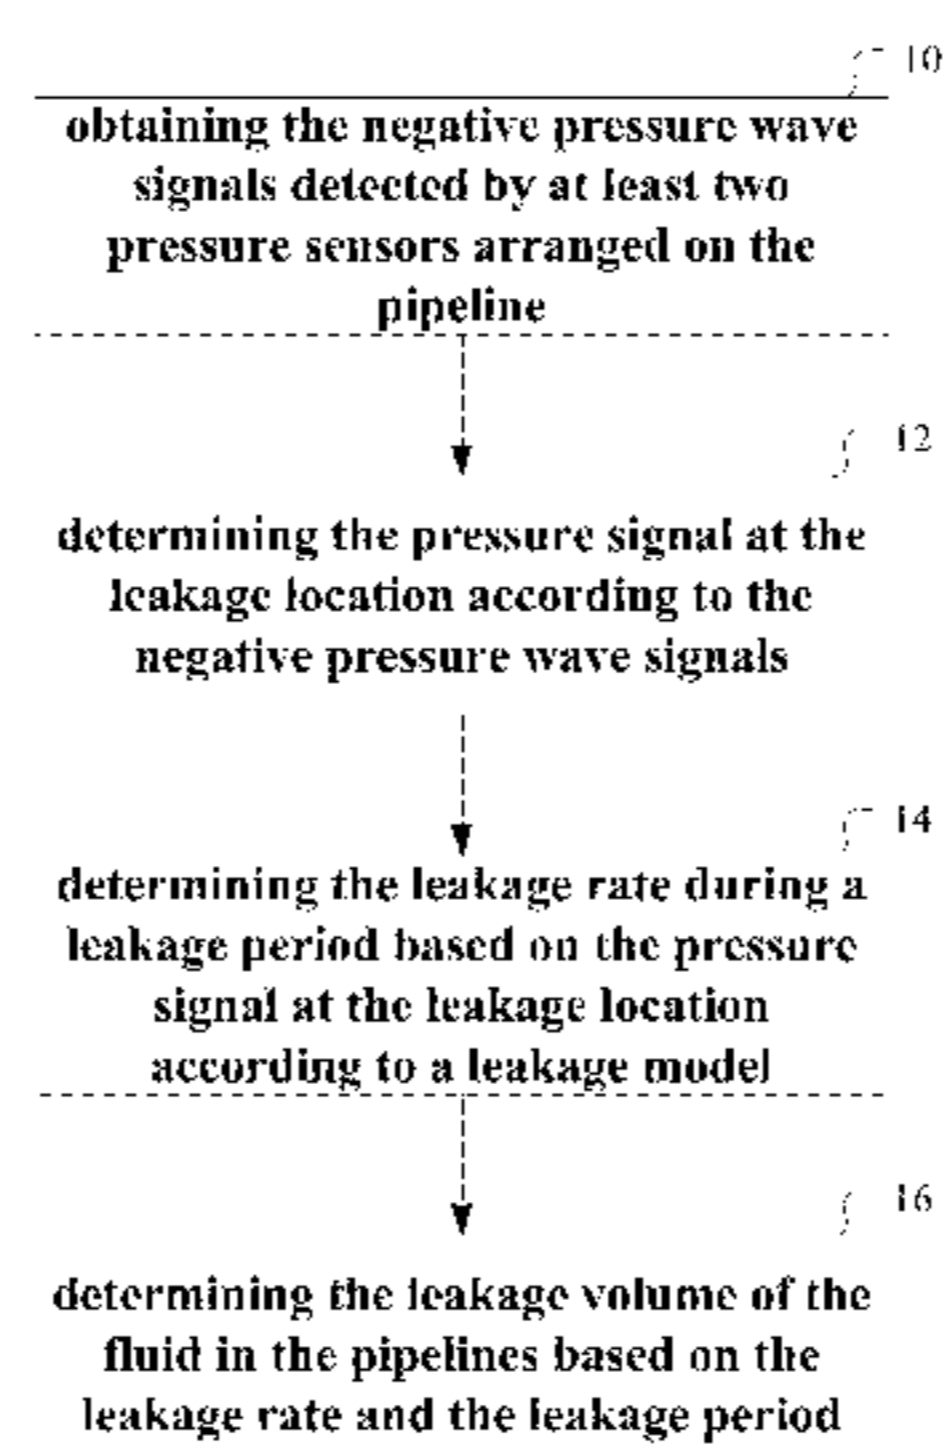 10
obtaining the negative pressure wave
signals detected by at least two
pressure sensors arranged on the
pipeline
12
determining the pressure signal at the
leakage location according to the
negative pressure wave signals
14
determining the leakage rate during a
leakage period based on the pressure
signal at the leakage location
according to a leakage model
16
determining the leakage volume of the
fluid in the pipelines based on the
leakage rate and the leakage period